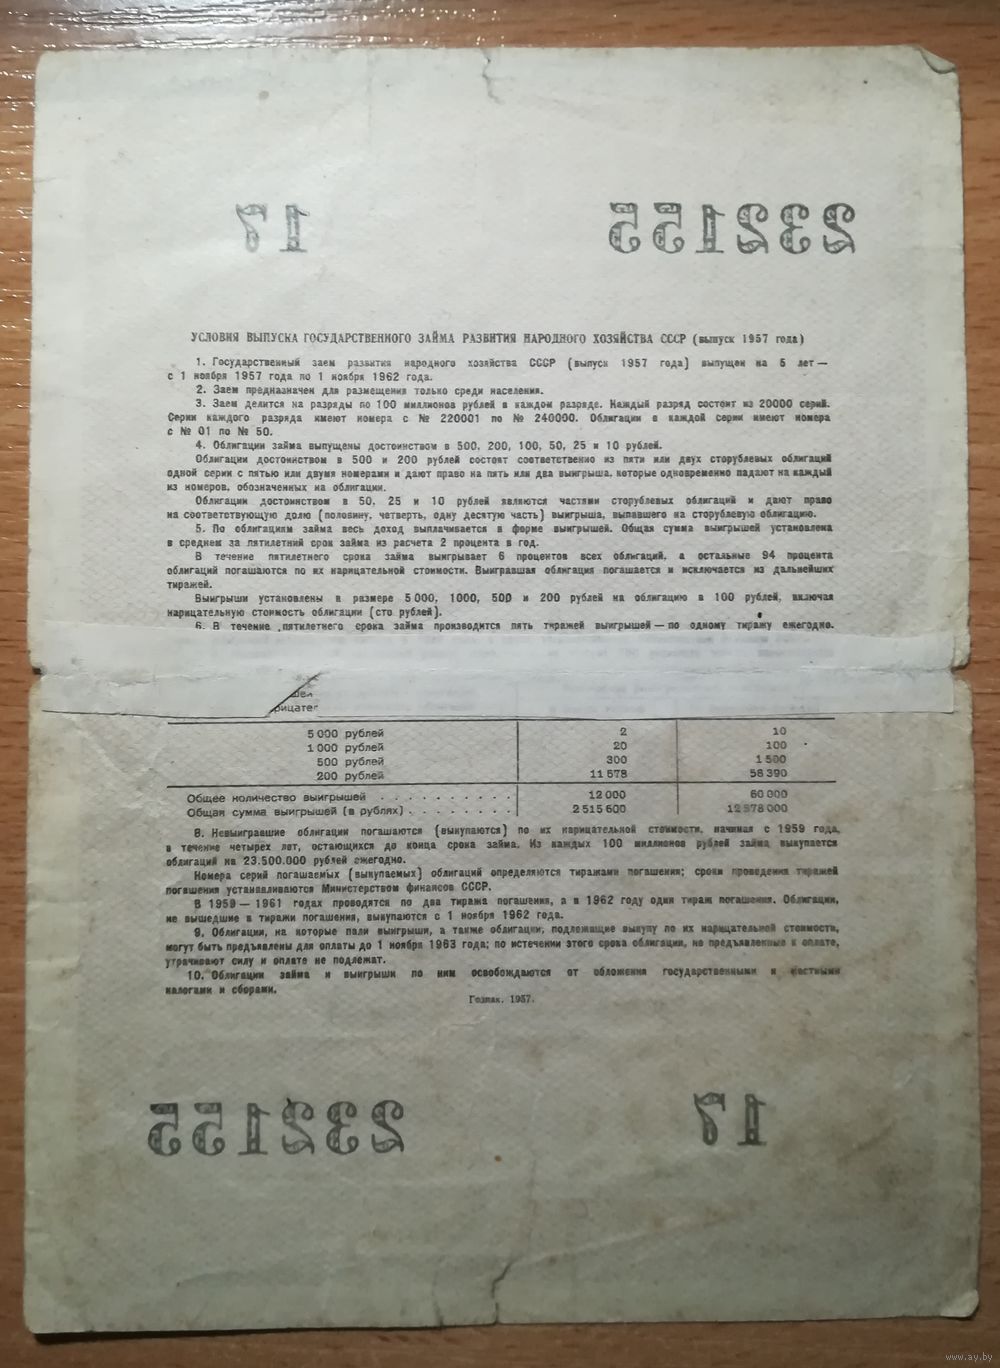 17 232155
УСЛОВИЯ ВЫПУСКА ГОСУДАРСТВЕННОГО ЗАЙМА РАЗВИТИЯ НАРОДНОГО ХОЗЯЙСТВА СССР (выпуск 1957 года)
1. Государственный заем развития народного хозяйства СССР (выпуск 1957 года) выпущен на 5 лет —
с 1 ноября 1957 года по 1 ноября 1962 года.
2. Заем предназначен для размещения только среди населения.
3. Заем делится на разряды по 100 миллионов рублей в каждом разряде. Каждый разряд состоит из 20000 серий.
Серии каждого разряда имеют номера с № 220001 по № 240000. Облигации в каждой серии имеют номера
с № 01 по № 50.
4. Облигации займа выпущены достоинством в 500, 200, 100, 50, 25 и 10 рублей.
Облигации достоинством в 500 и 200 рублей состоят соответственно из пяти или двух сторублевых облигаций
одной серии с пятью или двумя номерами и дают право на пять или два выигрыша, которые одновременно падают на каждый
из номеров, обозначенных на облигации.
Облигации достоинством в 50, 25 и 10 рублей являются частями сторублевых облигаций и дают право
на соответствующую долю (половину, четверть, одну десятую часть) выигрыша, выпавшего на сторублевую облигацию.
5. По облигациям займа весь доход выплачивается в форме выигрышей. Общая сумма выигрышей установлена
в среднем за пятилетний срок займа из расчета 2 процента в год.
В течение пятилетнего срока займа выигрывает 6 процентов всех облигаций, а остальные 94 процента
облигаций погашаются по их нарицательной стоимости. Выигравшая облигация погашается и исключается из дальнейших
тиражей.
Выигрыши установлены в размере 5 000, 1000, 500 и 200 рублей на облигацию в 100 рублей, включая
нарицательную стоимость облигации (сто рублей).
6. В течение пятилетнего срока займа производится пять тиражей выигрышей — по одному тиражу ежегодно.
шей
рицател
5 000 рублей 2 10
1 000 рублей 20 100
500 рублей 300 1 500
200 рублей 11 678 58 390
Общее количество выигрышей . . . . . . . . . . 12 000 60 000
Общая сумма выигрышей (в рублях) . . . . . . . . 2 515 600 12 578 000
8. Невыигравшие облигации погашаются (выкупаются) по их нарицательной стоимости, начиная с 1959 года,
в течение четырех лет, остающихся до конца срока займа. Из каждых 100 миллионов рублей займа выкупается
облигаций на 23.500.000 рублей ежегодно.
Номера серий погашаемых (выкупаемых) облигаций определяются тиражами погашения; сроки проведения тиражей
погашения устанавливаются Министерством финансов СССР.
В 1959 — 1961 годах проводятся по два тиража погашения, а в 1962 году один тираж погашения. Облигации,
не вышедшие в тиражи погашения, выкупаются с 1 ноября 1962 года.
9. Облигации, на которые пали выигрыши, а также облигации, подлежащие выкупу по их нарицательной стоимости,
могут быть предъявлены для оплаты до 1 ноября 1963 года; по истечении этого срока облигации, не предъявленные к оплате,
утрачивают силу и оплате не подлежат.
10. Облигации займа и выигрыши по ним освобождаются от обложения государственными и местными
налогами и сборами.
Гознак. 1957.
232155 17
www.ay.by